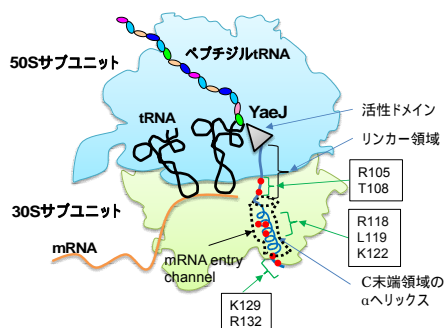 50Sサブユニット
ペプチジルtRNA
tRNA
YaeJ
活性ドメイン
リンカー領域
R105
T108
30Sサブユニット
R118
L119
K122
mRNA
mRNA entry
channel
C末端領域の
αヘリックス
K129
R132